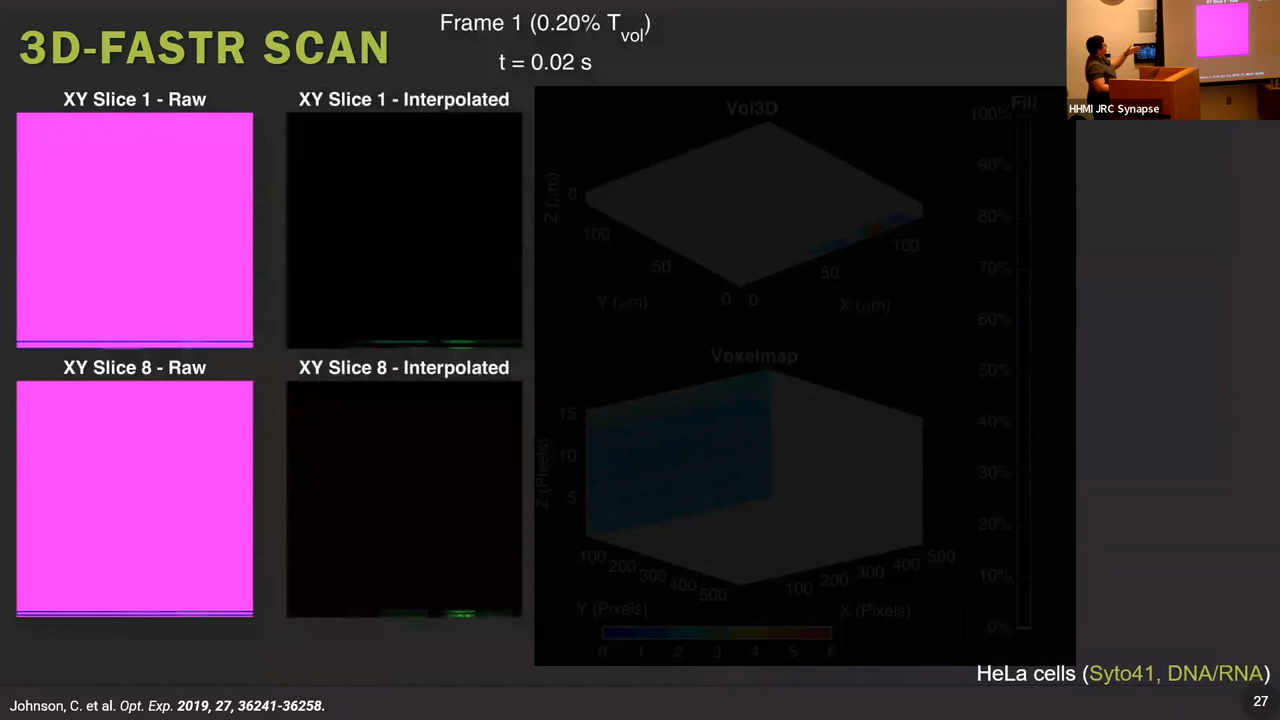 3D-FASTR SCAN
Frame 1 (0.20% Tvol)
t = 0.02 s
XY Slice 1 - Raw
XY Slice 1 - Interpolated
XY Slice 8 - Raw
XY Slice 8 - Interpolated
Vol3D
Z (μm)
0
100
50
0
Y (μm)
0
50
100
X (μm)
Voxelmap
15
10
5
Z (Pixels)
100
200
300
400
500
Y (Pixels)
100
200
300
400
500
X (Pixels)
0 1 2 3 4 5 6
Fill
100%
90%
80%
70%
60%
50%
40%
30%
20%
10%
0%
HHMI JRC Synapse
HeLa cells (Syto41, DNA/RNA)
Johnson, C. et al. Opt. Exp. 2019, 27, 36241-36258.
27